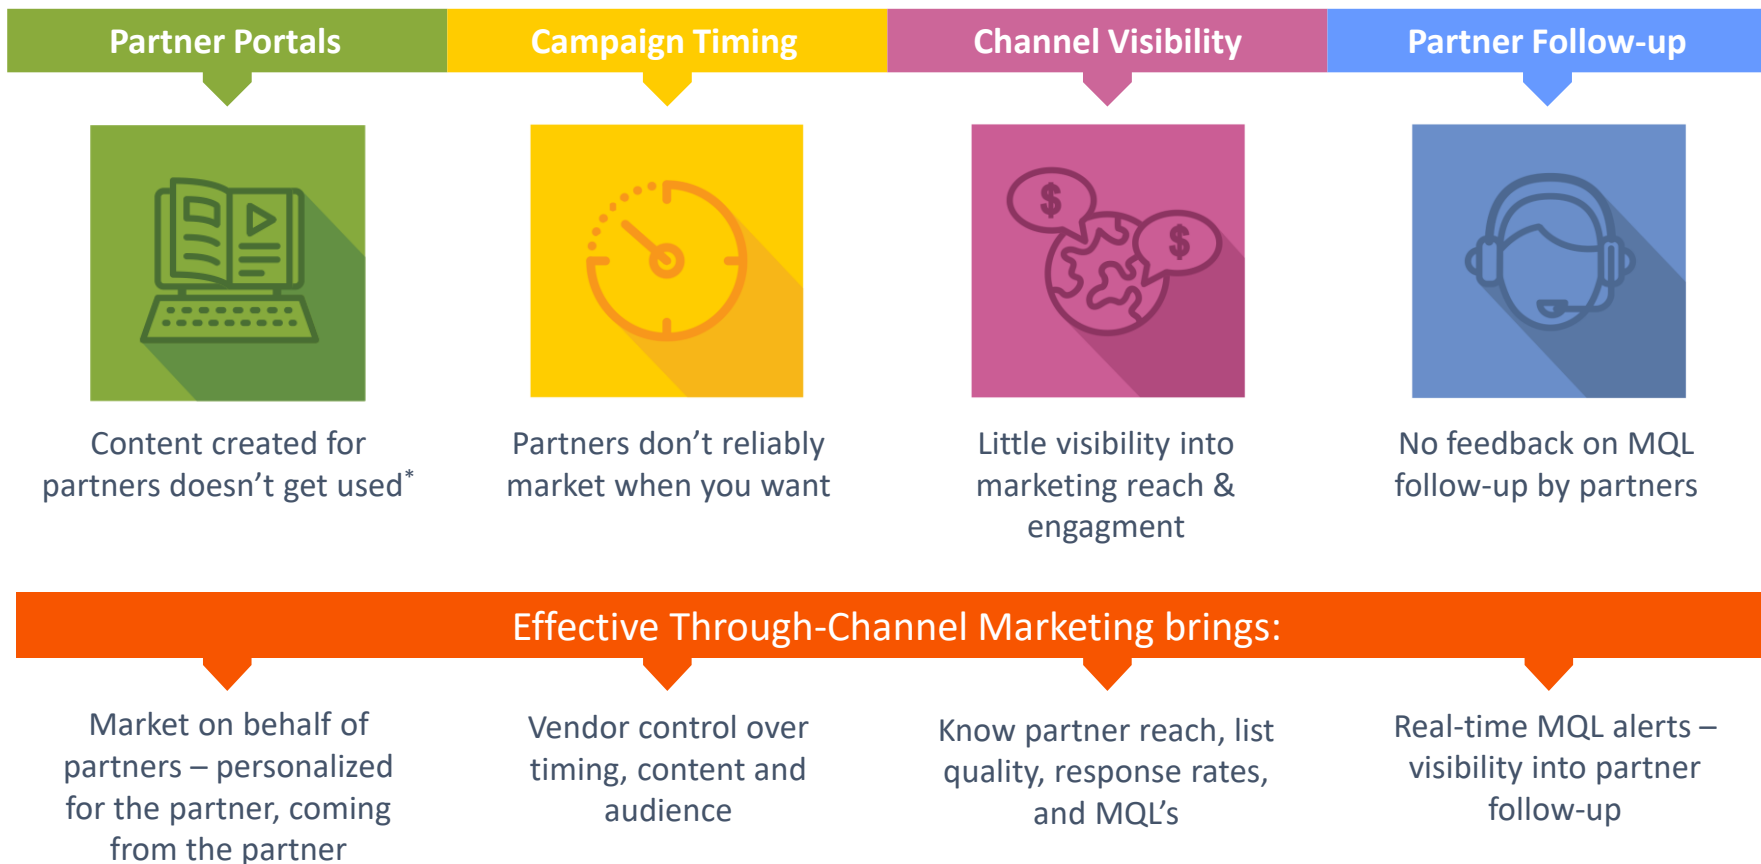 Partner Portals
Campaign Timing
Channel Visibility
Partner Follow-up
$
$
Content created for
partners doesn’t get used*
Partners don’t reliably
market when you want
Little visibility into
marketing reach &
engagment
No feedback on MQL
follow-up by partners
Effective Through-Channel Marketing brings:
Market on behalf of
partners – personalized
for the partner, coming
from the partner
Vendor control over
timing, content and
audience
Know partner reach, list
quality, response rates,
and MQL’s
Real-time MQL alerts –
visibility into partner
follow-up